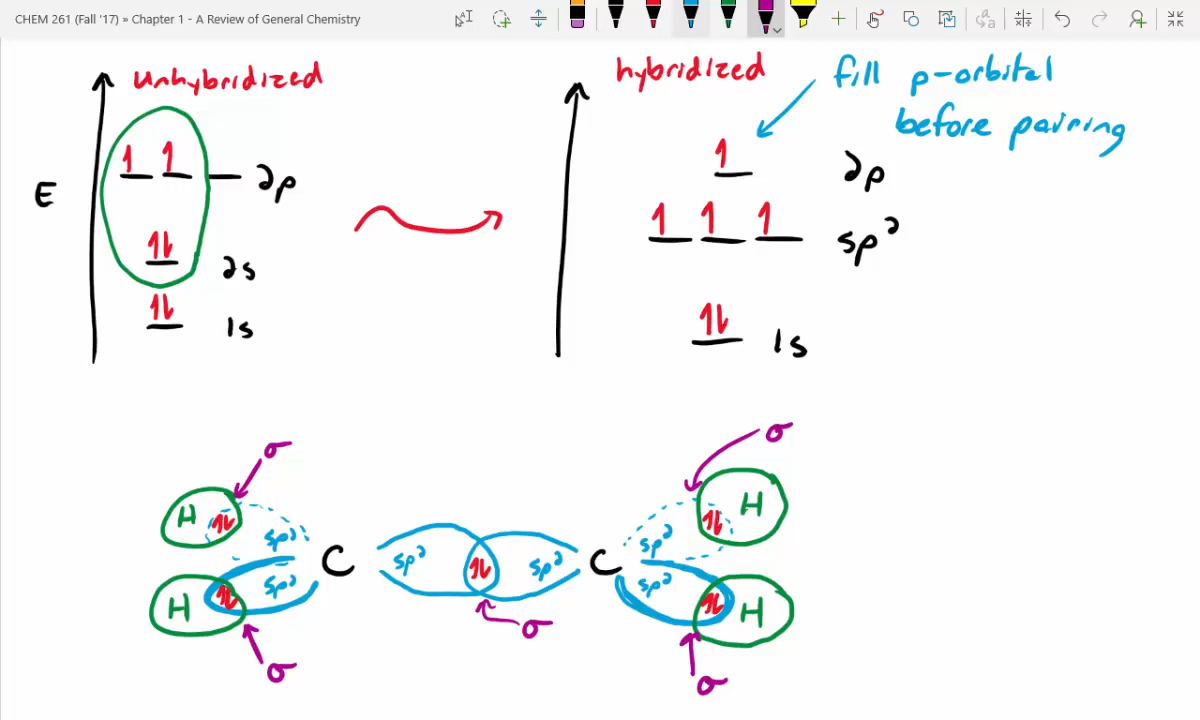 CHEM 261 (Fall '17) » Chapter 1 - A Review of General Chemistry
unhybridized
hybridized
fill p-orbital
before pairing
E
1 1 2p
1l 2s
1l 1s
1 2p
1 1 1 sp²
1l 1s
σ
σ
H 1l sp²
H 1l sp²
C
sp² 1l sp²
C
sp² 1l H
sp² 1l H
σ
σ
σ